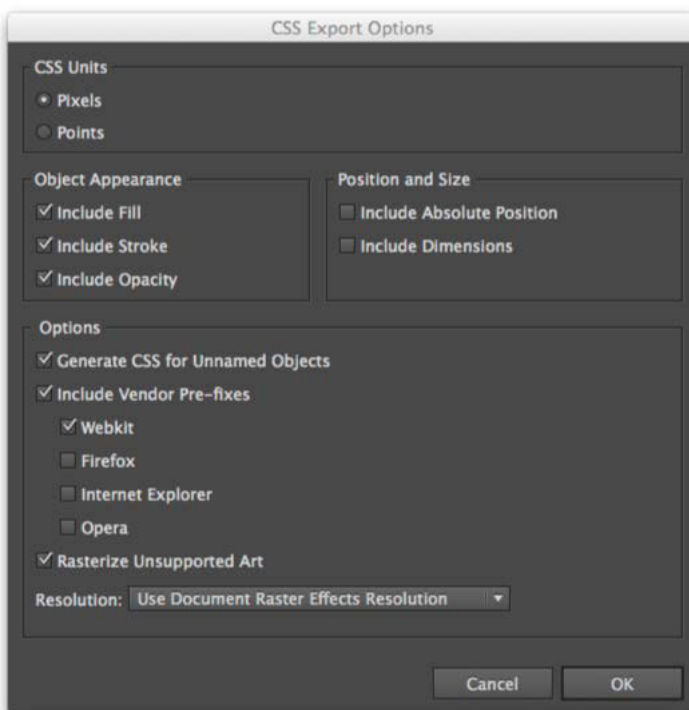 CSS Export Options
CSS Units
Pixels
Points
Object Appearance
Include Fill
Include Stroke
Include Opacity
Position and Size
Include Absolute Position
Include Dimensions
Options
Generate CSS for Unnamed Objects
Include Vendor Pre-fixes
Webkit
Firefox
Internet Explorer
Opera
Rasterize Unsupported Art
Resolution: Use Document Raster Effects Resolution
Cancel OK